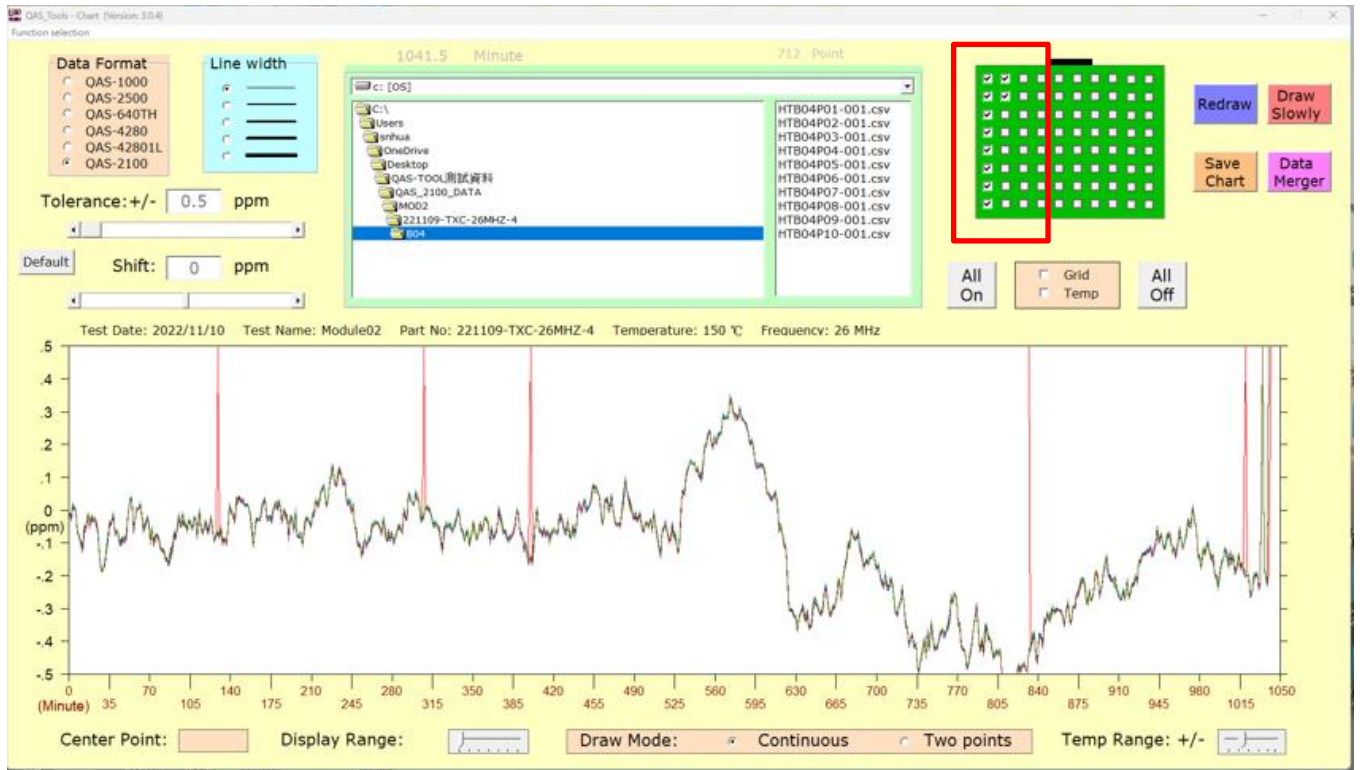 QAS_Tools - Chart (Version: 3.0.4)
Function selection
1041.5 Minute
712 Point
Data Format
QAS-1000
QAS-2500
QAS-640TH
QAS-4280
QAS-42801L
QAS-2100
Line width
c: [OS]
C:\
Users
snhua
OneDrive
Desktop
QAS-TOOL測試資料
QAS_2100_DATA
MOD2
221109-TXC-26MHZ-4
B04
HTB04P01-001.csv
HTB04P02-001.csv
HTB04P03-001.csv
HTB04P04-001.csv
HTB04P05-001.csv
HTB04P06-001.csv
HTB04P07-001.csv
HTB04P08-001.csv
HTB04P09-001.csv
HTB04P10-001.csv
Redraw
Draw
Slowly
Save
Chart
Data
Merger
Tolerance:+/- 0.5 ppm
Default
Shift: 0 ppm
All
On
Grid
Temp
All
Off
Test Date: 2022/11/10 Test Name: Module02 Part No: 221109-TXC-26MHZ-4 Temperature: 150 ℃ Frequency: 26 MHz
.5
.4
.3
.2
.1
0
(ppm)
-.1
-.2
-.3
-.4
-.5
0 70 140 210 280 350 420 490 560 630 700 770 840 910 980 1050
(Minute) 35 105 175 245 315 385 455 525 595 665 735 805 875 945 1015
Center Point:
Display Range:
Draw Mode: Continuous Two points
Temp Range: +/-